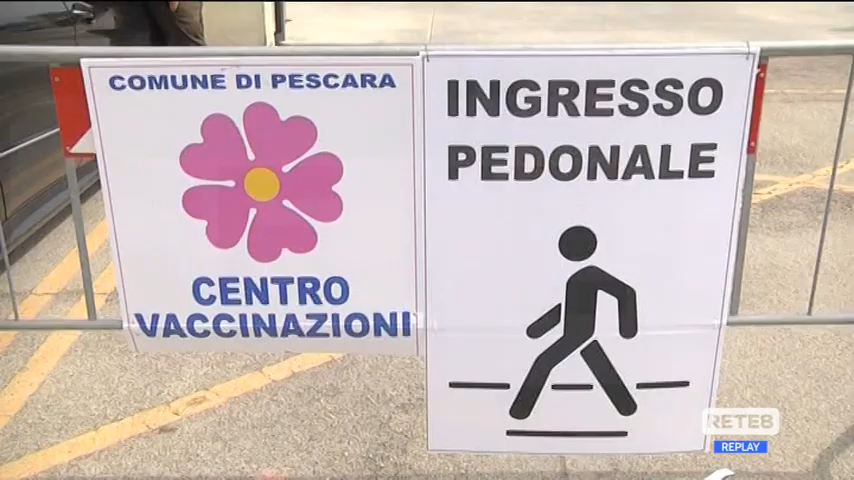 COMUNE DI PESCARA
CENTRO
VACCINAZIONI
INGRESSO
PEDONALE
RETE8
REPLAY